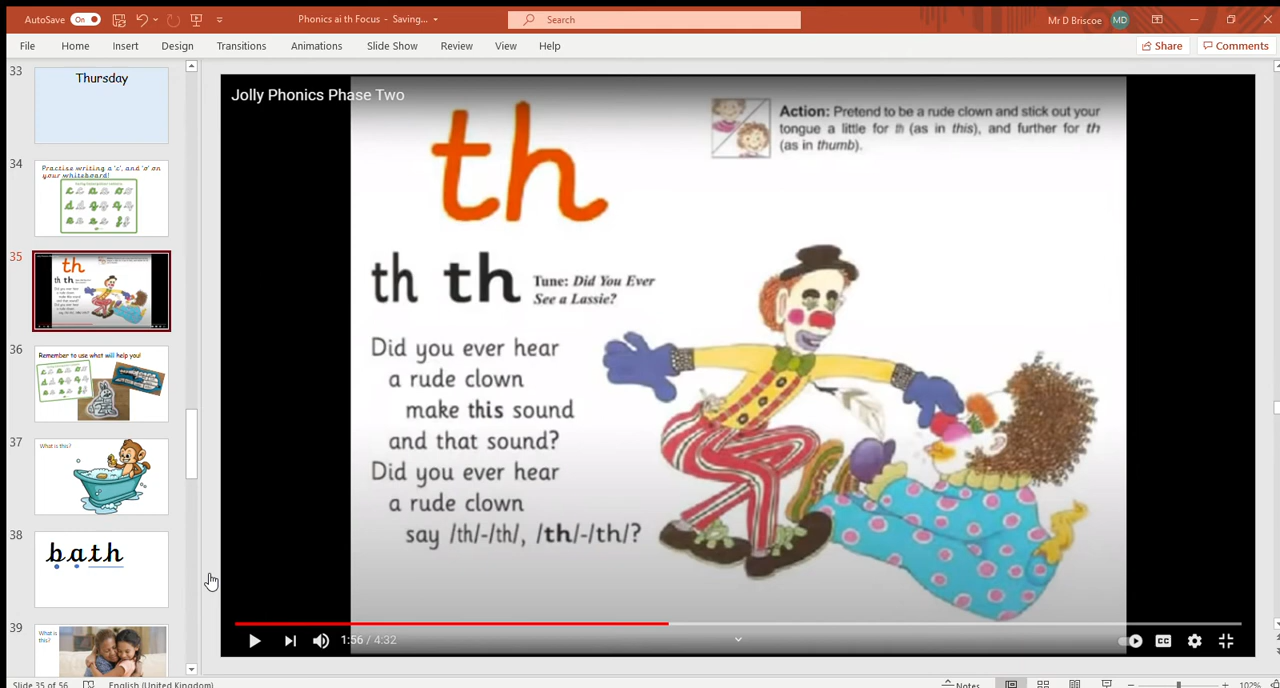 AutoSave On
Phonics ai th Focus - Saving...
Search
Mr D Briscoe MD
File Home Insert Design Transitions Animations Slide Show Review View Help
Share Comments
33
Thursday
34
Practise writing a 'c', and 'o' on
your whiteboard!
35
36
Remember to use what will help you!
37
What is this?
38
bath
39
What is
this?
Jolly Phonics Phase Two
th
Action: Pretend to be a rude clown and stick out your
tongue a little for th (as in this), and further for th
(as in thumb).
th th
Tune: Did You Ever
See a Lassie?
Did you ever hear
a rude clown
make this sound
and that sound?
Did you ever hear
a rude clown
say /th/-/th/, /th/-/th/?
1:56 / 4:32
CC
Slide 35 of 56
English (United Kingdom)
Notes
102%